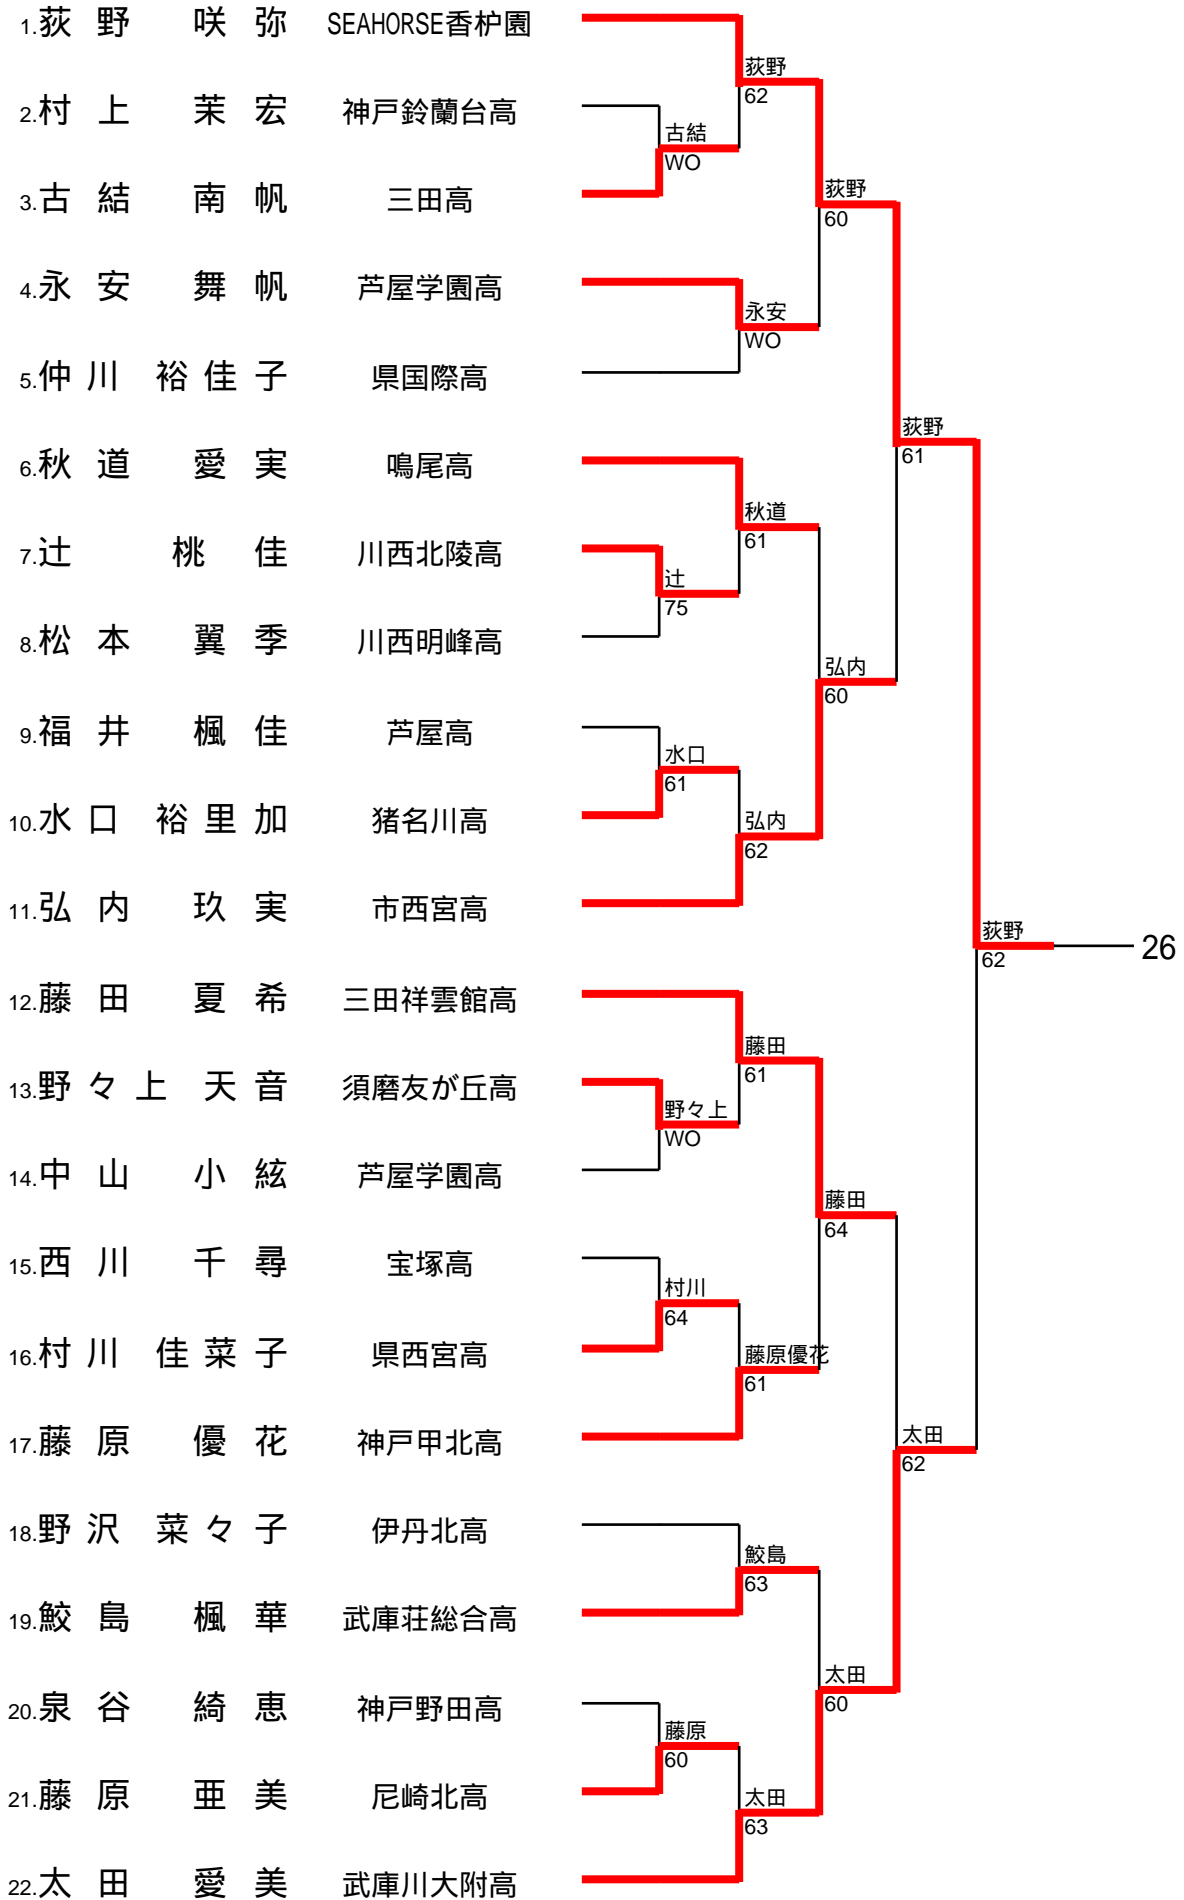 1.荻野 咲弥 SEAHORSE香枦園
荻野
62
2.村上 茉宏 神戸鈴蘭台高
古結
WO
3.古結 南帆 三田高
荻野
60
4.永安 舞帆 芦屋学園高
永安
WO
5.仲川 裕佳子 県国際高
荻野
61
6.秋道 愛実 鳴尾高
秋道
61
7.辻 桃佳 川西北陵高
辻
75
8.松本 翼季 川西明峰高
弘内
60
9.福井 楓佳 芦屋高
水口
61
10.水口 裕里加 猪名川高
弘内
62
11.弘内 玖実 市西宮高
荻野
62
26
12.藤田 夏希 三田祥雲館高
藤田
61
13.野々上 天音 須磨友が丘高
野々上
WO
14.中山 小絃 芦屋学園高
藤田
64
15.西川 千尋 宝塚高
村川
64
16.村川 佳菜子 県西宮高
藤原優花
61
17.藤原 優花 神戸甲北高
太田
62
18.野沢 菜々子 伊丹北高
鮫島
63
19.鮫島 楓華 武庫荘総合高
太田
60
20.泉谷 綺恵 神戸野田高
藤原
60
21.藤原 亜美 尼崎北高
太田
63
22.太田 愛美 武庫川大附高